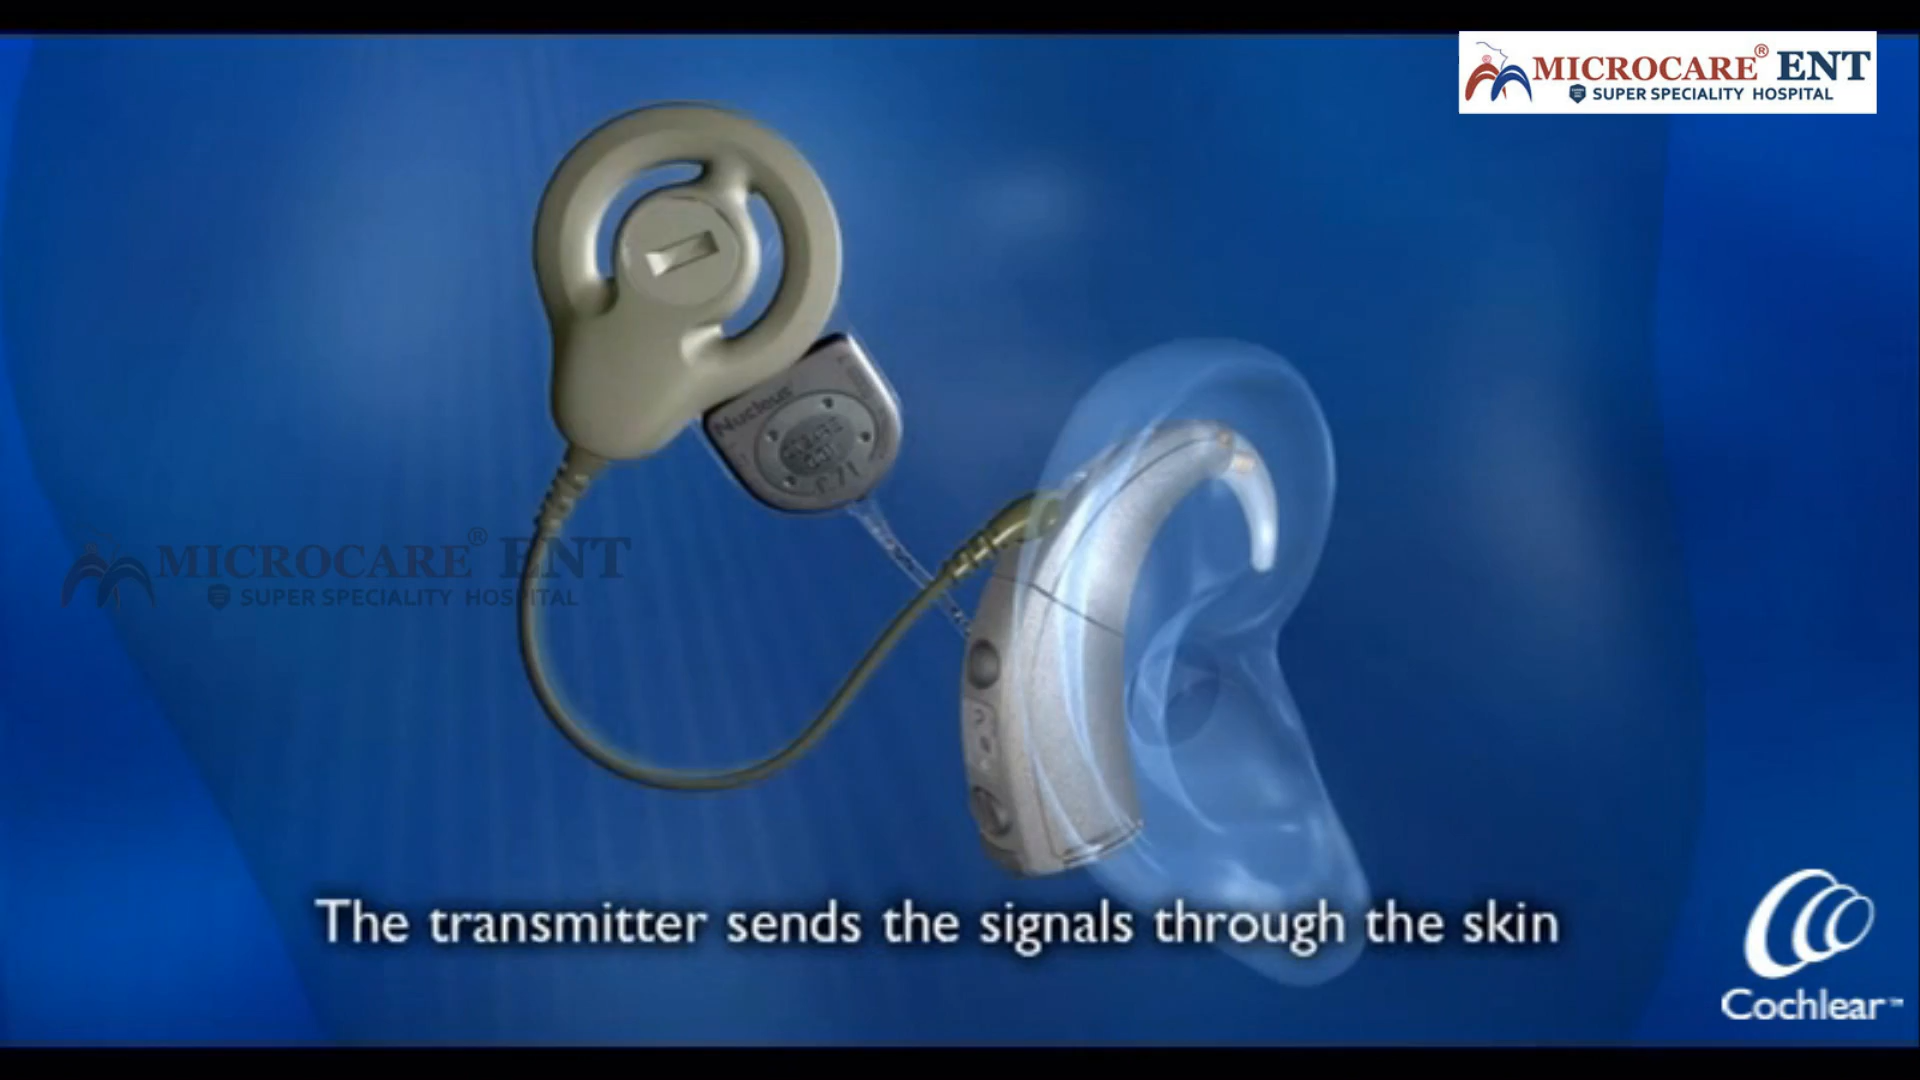 MICROCARE® ENT
SUPER SPECIALITY HOSPITAL
Nucleus
MICROCARE® ENT
SUPER SPECIALITY HOSPITAL
The transmitter sends the signals through the skin
Cochlear™